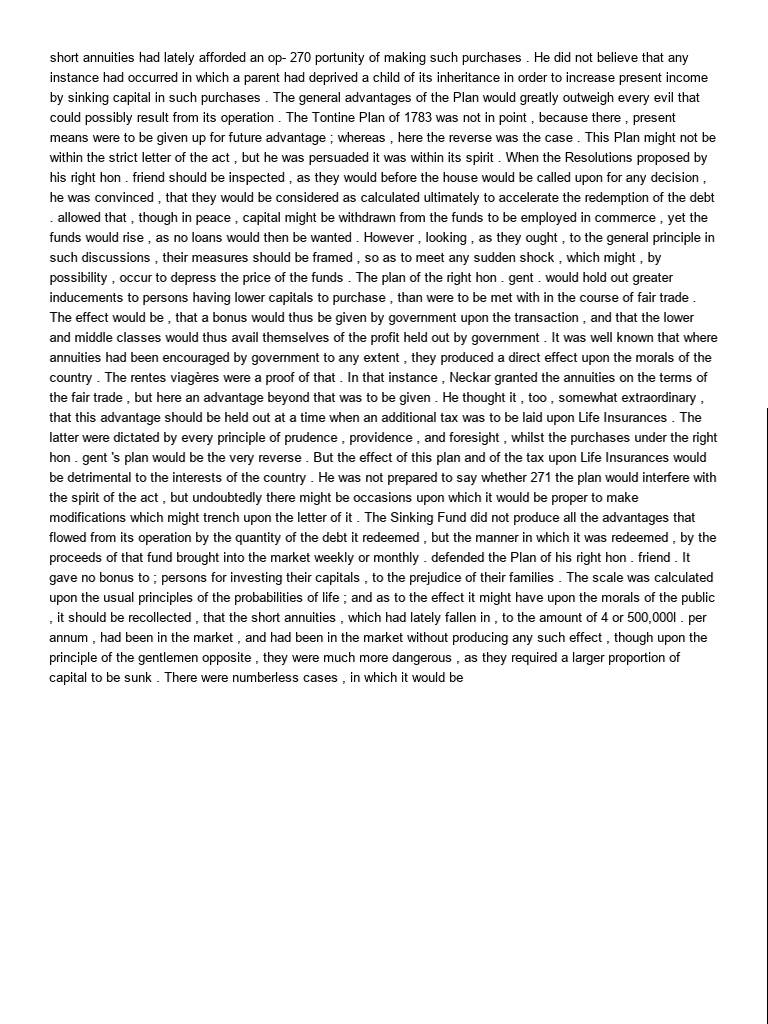 short annuities had lately afforded an op- 270 portunity of making such purchases . He did not believe that any
instance had occurred in which a parent had deprived a child of its inheritance in order to increase present income
by sinking capital in such purchases . The general advantages of the Plan would greatly outweigh every evil that
could possibly result from its operation . The Tontine Plan of 1783 was not in point , because there , present
means were to be given up for future advantage ; whereas , here the reverse was the case . This Plan might not be
within the strict letter of the act , but he was persuaded it was within its spirit . When the Resolutions proposed by
his right hon . friend should be inspected , as they would before the house would be called upon for any decision ,
he was convinced , that they would be considered as calculated ultimately to accelerate the redemption of the debt
. allowed that , though in peace , capital might be withdrawn from the funds to be employed in commerce , yet the
funds would rise , as no loans would then be wanted . However , looking , as they ought , to the general principle in
such discussions , their measures should be framed , so as to meet any sudden shock , which might , by
possibility , occur to depress the price of the funds . The plan of the right hon . gent . would hold out greater
inducements to persons having lower capitals to purchase , than were to be met with in the course of fair trade .
The effect would be , that a bonus would thus be given by government upon the transaction , and that the lower
and middle classes would thus avail themselves of the profit held out by government . It was well known that where
annuities had been encouraged by government to any extent , they produced a direct effect upon the morals of the
country . The rentes viagères were a proof of that . In that instance , Neckar granted the annuities on the terms of
the fair trade , but here an advantage beyond that was to be given . He thought it , too , somewhat extraordinary ,
that this advantage should be held out at a time when an additional tax was to be laid upon Life Insurances . The
latter were dictated by every principle of prudence , providence , and foresight , whilst the purchases under the right
hon . gent 's plan would be the very reverse . But the effect of this plan and of the tax upon Life Insurances would
be detrimental to the interests of the country . He was not prepared to say whether 271 the plan would interfere with
the spirit of the act , but undoubtedly there might be occasions upon which it would be proper to make
modifications which might trench upon the letter of it . The Sinking Fund did not produce all the advantages that
flowed from its operation by the quantity of the debt it redeemed , but the manner in which it was redeemed , by the
proceeds of that fund brought into the market weekly or monthly . defended the Plan of his right hon . friend . It
gave no bonus to ; persons for investing their capitals , to the prejudice of their families . The scale was calculated
upon the usual principles of the probabilities of life ; and as to the effect it might have upon the morals of the public
, it should be recollected , that the short annuities , which had lately fallen in , to the amount of 4 or 500,000l . per
annum , had been in the market , and had been in the market without producing any such effect , though upon the
principle of the gentlemen opposite , they were much more dangerous , as they required a larger proportion of
capital to be sunk . There were numberless cases , in which it would be